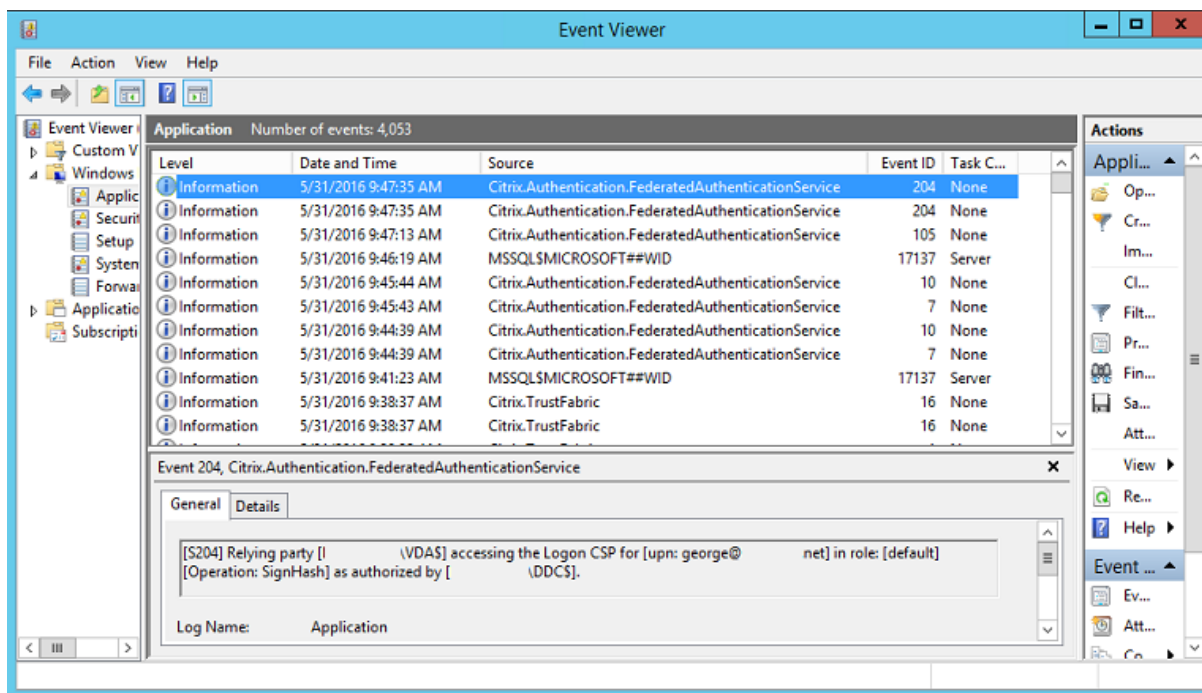 Event Viewer
File Action View Help
Event Viewer
Custom V
Windows
Applic
Securit
Setup
System
Forwar
Applicatio
Subscripti
Application Number of events: 4,053
Level Date and Time Source Event ID Task C...
Information 5/31/2016 9:47:35 AM Citrix.Authentication.FederatedAuthenticationService 204 None
Information 5/31/2016 9:47:35 AM Citrix.Authentication.FederatedAuthenticationService 204 None
Information 5/31/2016 9:47:13 AM Citrix.Authentication.FederatedAuthenticationService 105 None
Information 5/31/2016 9:46:19 AM MSSQL$MICROSOFT##WID 17137 Server
Information 5/31/2016 9:45:44 AM Citrix.Authentication.FederatedAuthenticationService 10 None
Information 5/31/2016 9:45:43 AM Citrix.Authentication.FederatedAuthenticationService 7 None
Information 5/31/2016 9:44:39 AM Citrix.Authentication.FederatedAuthenticationService 10 None
Information 5/31/2016 9:44:39 AM Citrix.Authentication.FederatedAuthenticationService 7 None
Information 5/31/2016 9:41:23 AM MSSQL$MICROSOFT##WID 17137 Server
Information 5/31/2016 9:38:37 AM Citrix.TrustFabric 16 None
Information 5/31/2016 9:38:37 AM Citrix.TrustFabric 16 None
Event 204, Citrix.Authentication.FederatedAuthenticationService
General Details
[S204] Relying party [I \VDA$] accessing the Logon CSP for [upn: george@ net] in role: [default]
[Operation: SignHash] as authorized by [ \DDC$].
Log Name: Application
Actions
Appli...
Op...
Cr...
Im...
Cl...
Filt...
Pr...
Fin...
Sa...
Att...
View
Re...
Help
Event ...
Ev...
Att...
Co...